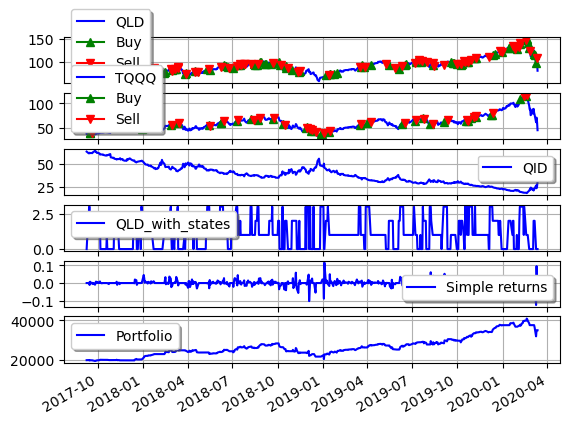 QLD
Buy
Sell
150
100
TQQQ
Buy
Sell
100
50
50
25
QID
2.5
0.0
QLD_with_states
0.1
0.0
−0.1
Simple returns
40000
20000
Portfolio
2017-10
2018-01
2018-04
2018-07
2018-10
2019-01
2019-04
2019-07
2019-10
2020-01
2020-04